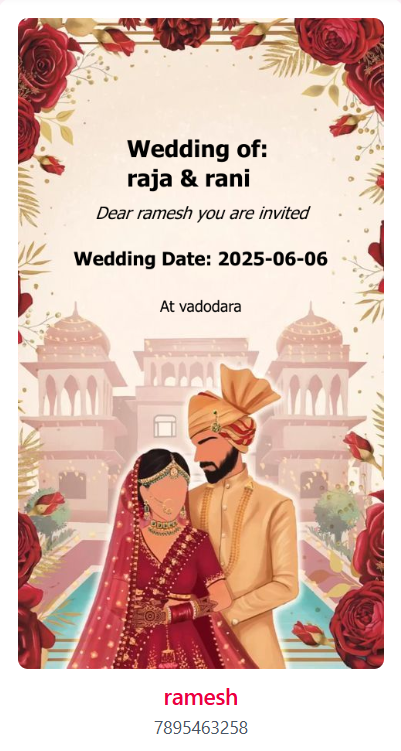 Wedding of:
raja & rani
Dear ramesh you are invited
Wedding Date: 2025-06-06
At vadodara
ramesh
7895463258